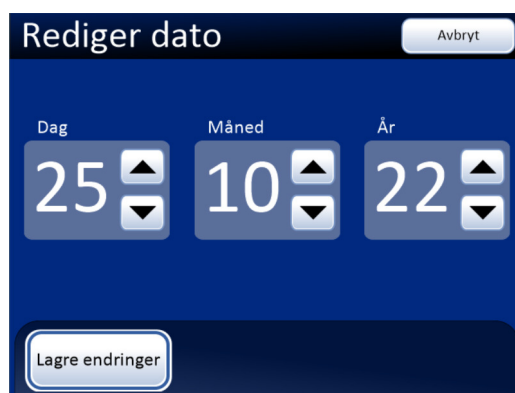 Rediger dato
Avbryt
Dag Måned År
25 10 22
Lagre endringer